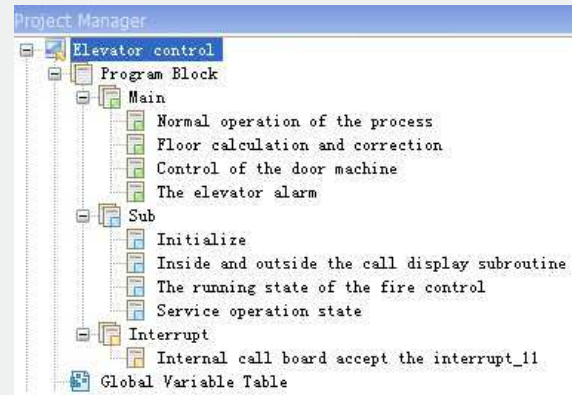 Project Manager
Elevator control
Program Block
Main
Normal operation of the process
Floor calculation and correction
Control of the door machine
The elevator alarm
Sub
Initialize
Inside and outside the call display subroutine
The running state of the fire control
Service operation state
Interrupt
Internal call board accept the interrupt_11
Global Variable Table